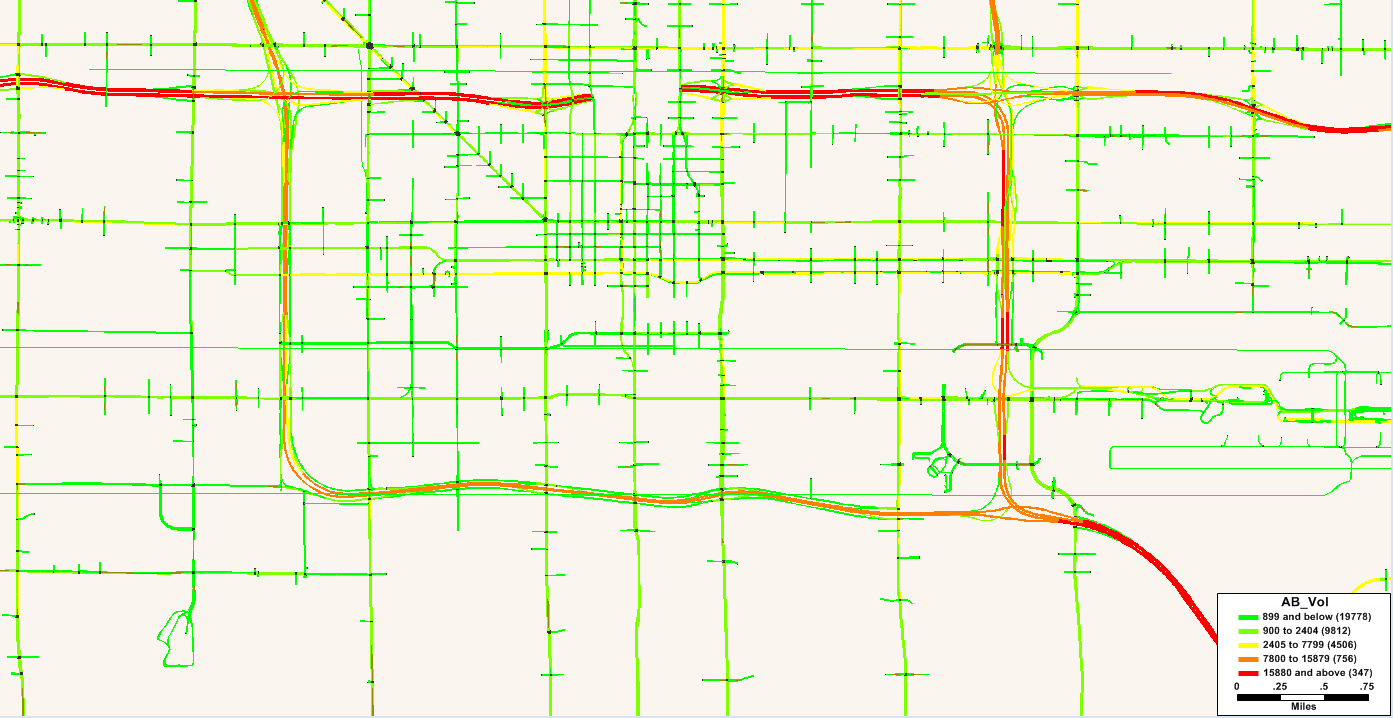 AB_Vol
899 and below (19778)
900 to 2404 (9812)
2405 to 7799 (4506)
7800 to 15879 (756)
15880 and above (347)
0 .25 .5 .75
Miles